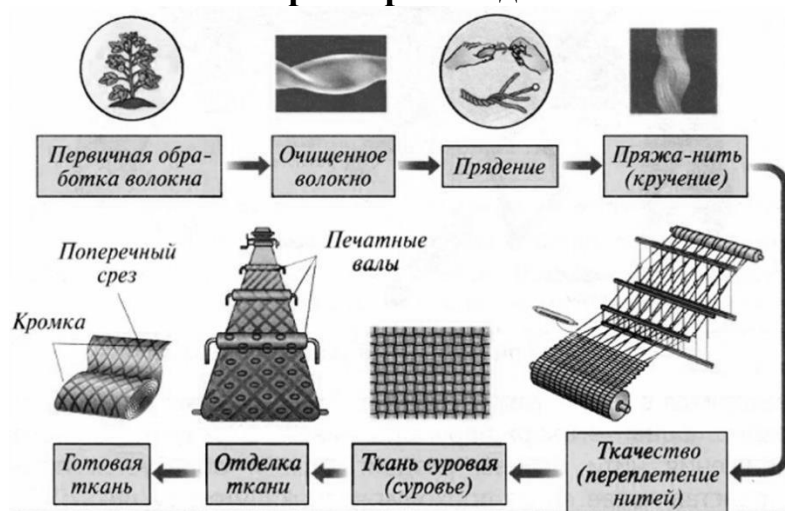 Первичная обра-
ботка волокна
Очищенное
волокно
Прядение
Пряжа-нить
(кручение)
Поперечный
срез
Печатные
валы
Кромка
Готовая
ткань
Отделка
ткани
Ткань суровая
(суровье)
Ткачество
(переплетение
нитей)